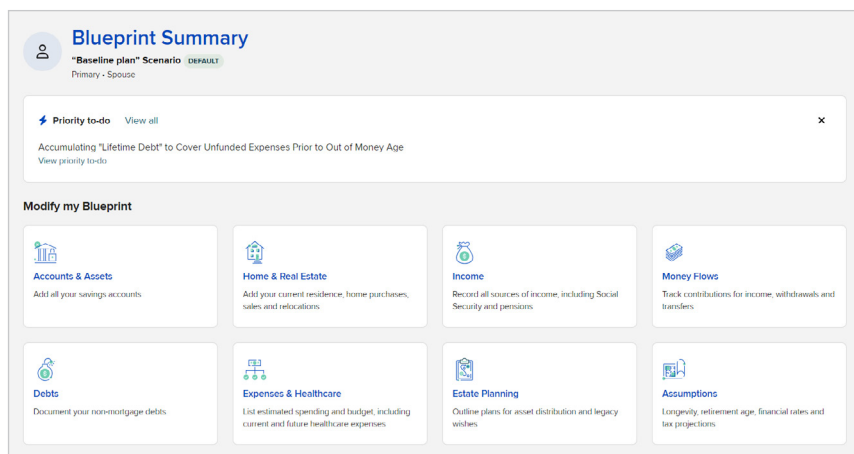 Blueprint Summary
“Baseline plan” Scenario DEFAULT
Primary • Spouse
Priority to-do View all
Accumulating "Lifetime Debt" to Cover Unfunded Expenses Prior to Out of Money Age
View priority to-do
Modify my Blueprint
Accounts & Assets
Add all your savings accounts
Home & Real Estate
Add your current residence, home purchases,
sales and relocations
Income
Record all sources of income, including Social
Security and pensions
Money Flows
Track contributions for income, withdrawals and
transfers
Debts
Document your non-mortgage debts
Expenses & Healthcare
List estimated spending and budget, including
current and future healthcare expenses
Estate Planning
Outline plans for asset distribution and legacy
wishes
Assumptions
Longevity, retirement age, financial rates and
tax projections